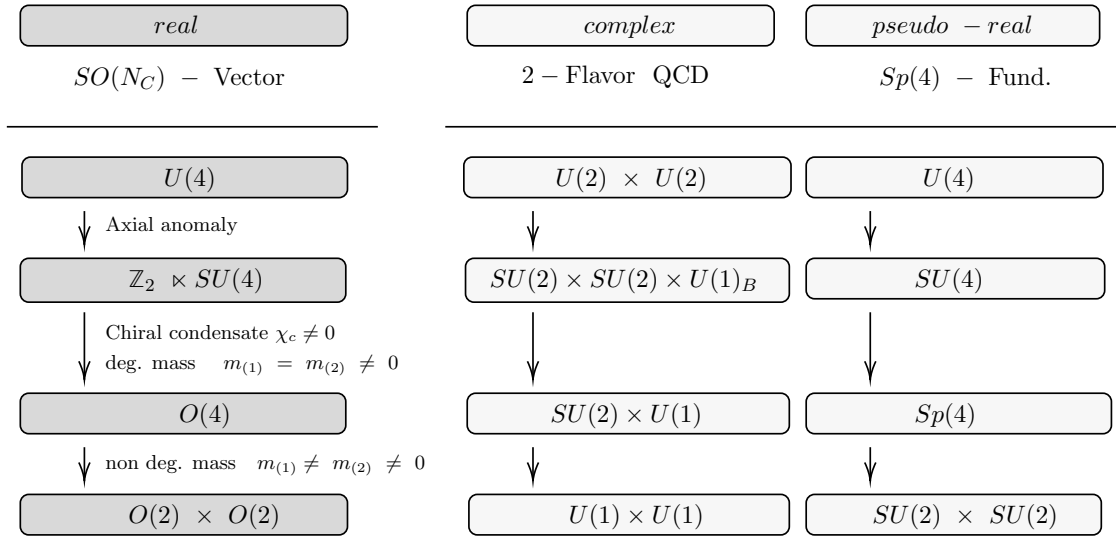 real complex pseudo − real
SO(N_C) − Vector 2 − Flavor QCD Sp(4) − Fund.
U(4) U(2) × U(2) U(4)
Axial anomaly
ℤ₂ ⋉ SU(4) SU(2) × SU(2) × U(1)_B SU(4)
Chiral condensate χ_c ≠ 0
deg. mass m_(1) = m_(2) ≠ 0
O(4) SU(2) × U(1) Sp(4)
non deg. mass m_(1) ≠ m_(2) ≠ 0
O(2) × O(2) U(1) × U(1) SU(2) × SU(2)